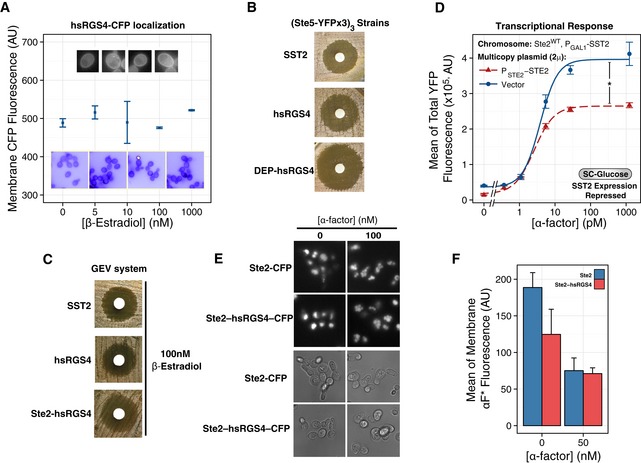 A
hsRGS4-CFP localization
Membrane CFP Fluorescence (AU)
700
600
500
400
300
0
5
10
100
1000
[β-Estradiol] (nM)
B
(Ste5-YFPx3)3 Strains
SST2
hsRGS4
DEP-hsRGS4
C
GEV system
SST2
hsRGS4
Ste2-hsRGS4
100nM
β-Estradiol
D
Transcriptional Response
Mean of Total YFP
Fluorescence (x10⁵, AU)
4
3
2
1
0
Chromosome: Ste2WT, PGAL1-SST2
Multicopy plasmid (2μ):
PSTE2–STE2
Vector
*
SC-Glucose
SST2 Expression
Repressed
0
1
10
100
1000
[α-factor] (pM)
E
[α-factor] (nM)
0
100
Ste2-CFP
Ste2–hsRGS4–CFP
Ste2-CFP
Ste2–hsRGS4–CFP
F
Mean of Membrane
αF* Fluorescence (AU)
200
150
100
50
0
Ste2
Ste2–hsRGS4
0
50
[α-factor] (nM)